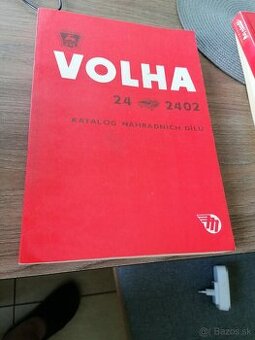 VOLHA
24 2402
KATALOG NÁHRADNÍCH DÍLŮ
Bazos.sk